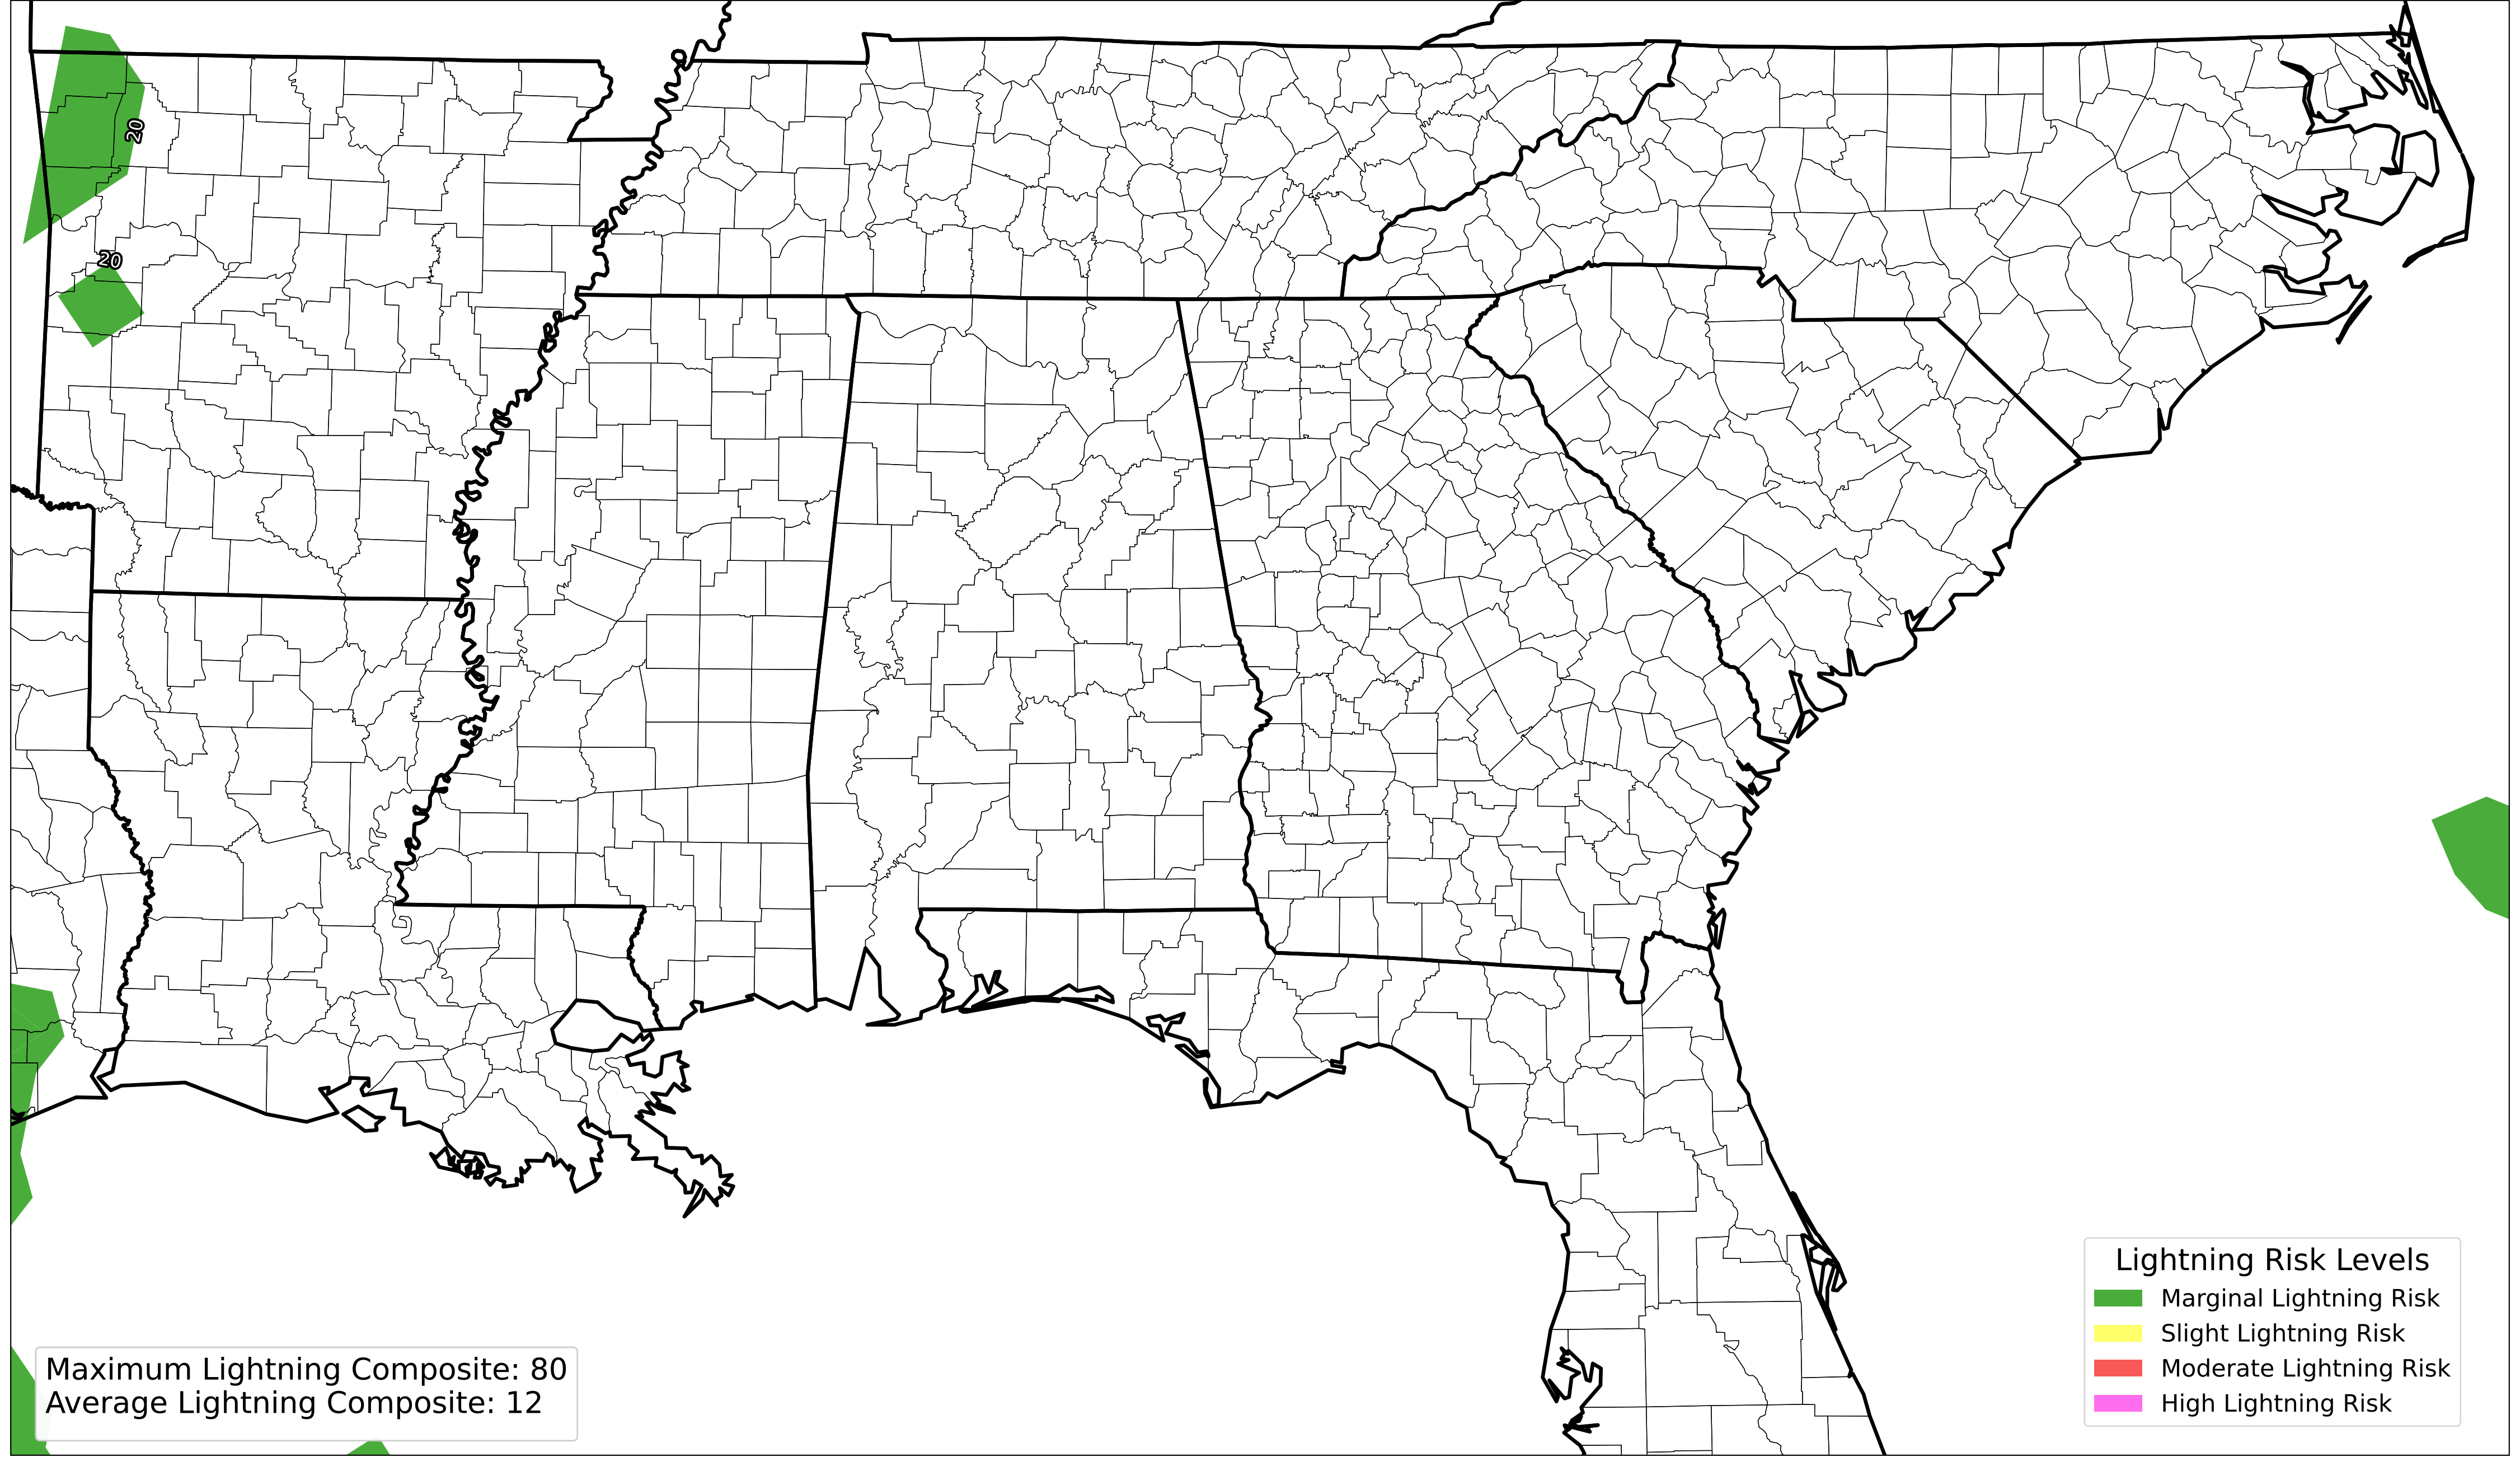 20
20
Maximum Lightning Composite: 80
Average Lightning Composite: 12
Lightning Risk Levels
Marginal Lightning Risk
Slight Lightning Risk
Moderate Lightning Risk
High Lightning Risk